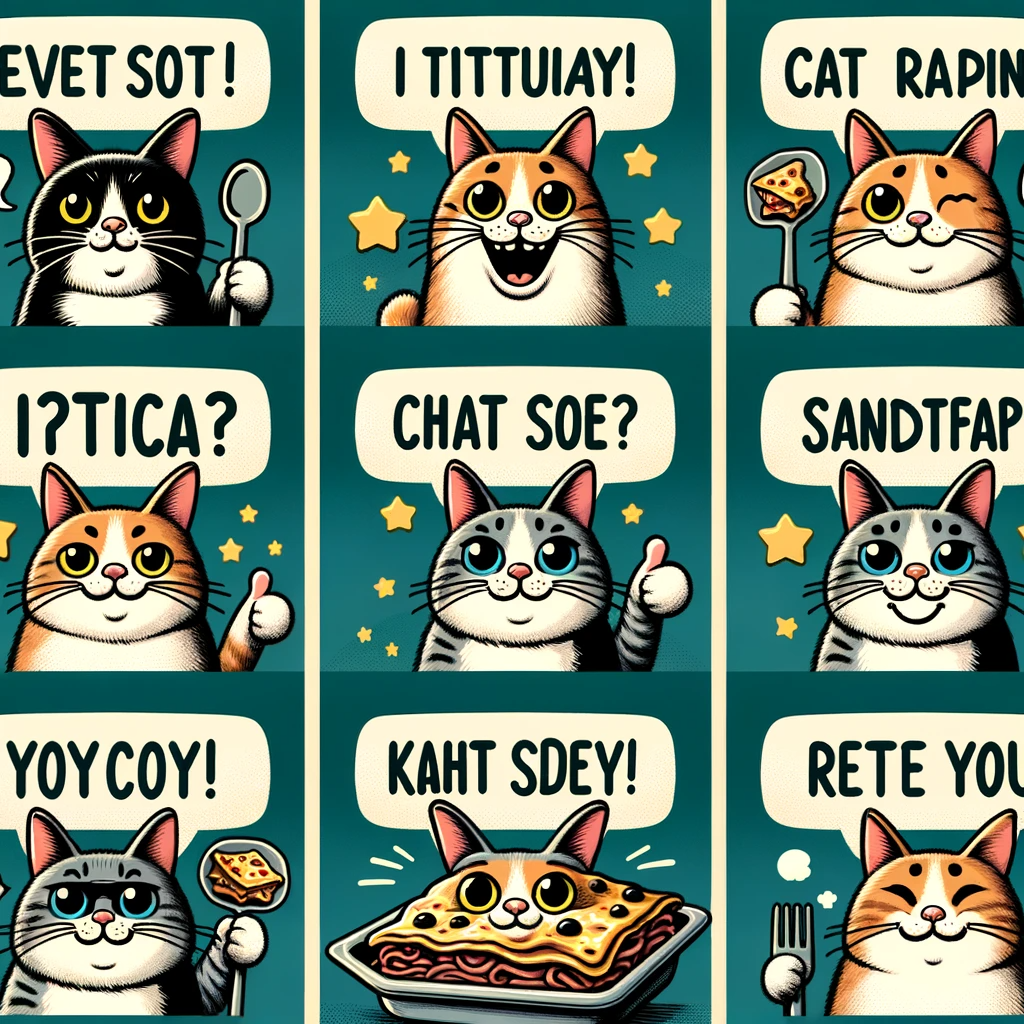 EVET SOT!
I TITTUIAY!
CAT RAPIN
I?TICA?
CHAT SOE?
SANDTFAP
YOYCOY!
KAHT SDEY!
RETE YOU